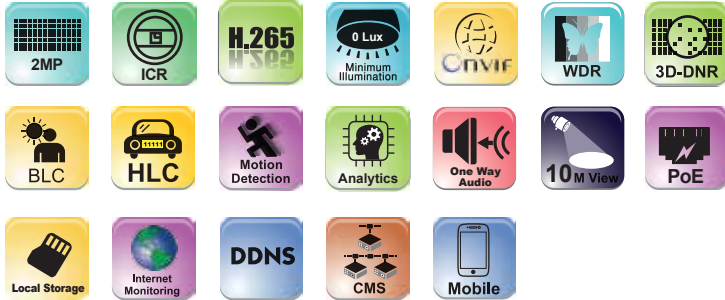 2MP
ICR
H.265
0 Lux
Minimum
Illumination
Onvif
WDR
3D-DNR
BLC
11111
HLC
Motion
Detection
Analytics
One Way
Audio
10M View
PoE
Local Storage
Internet
Monitoring
DDNS
CMS
Mobile